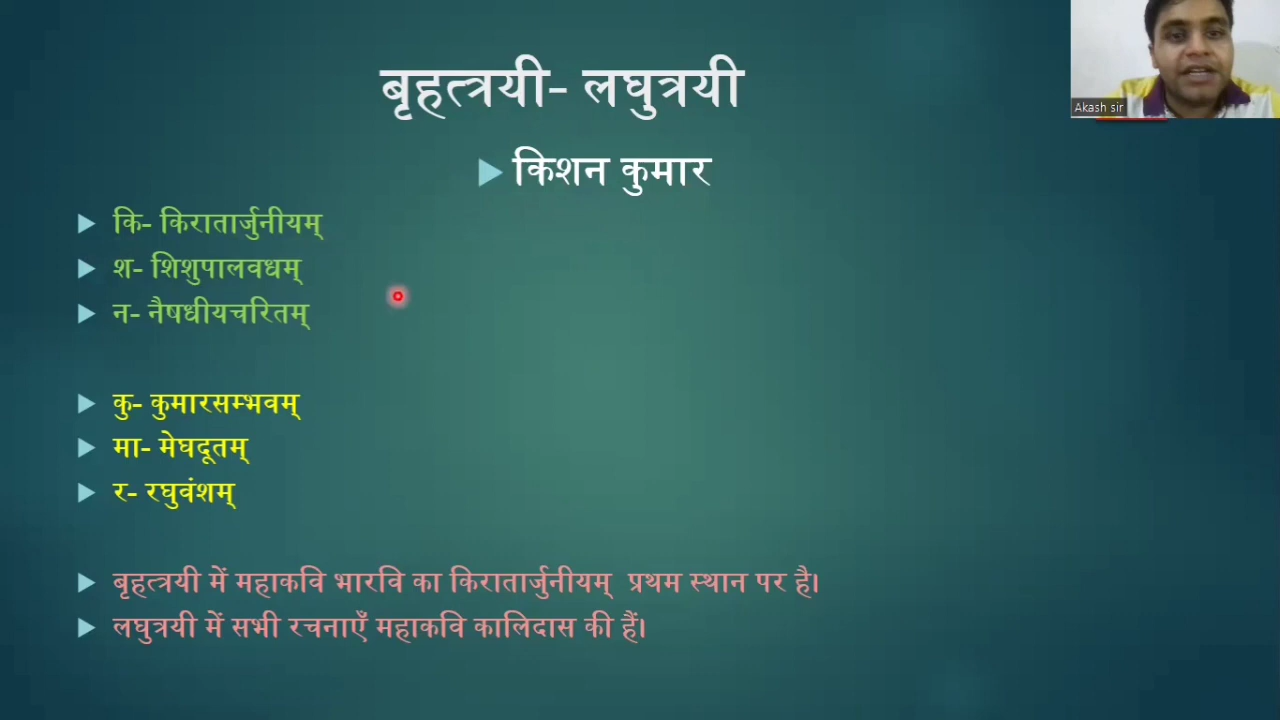 बृहत्त्रयी- लघुत्रयी
Akash sir
किशन कुमार
कि- किरातार्जुनीयम्
श- शिशुपालवधम्
न- नैषधीयचरितम्
कु- कुमारसम्भवम्
मा- मेघदूतम्
र- रघुवंशम्
बृहत्त्रयी में महाकवि भारवि का किरातार्जुनीयम् प्रथम स्थान पर है।
लघुत्रयी में सभी रचनाएँ महाकवि कालिदास की हैं।